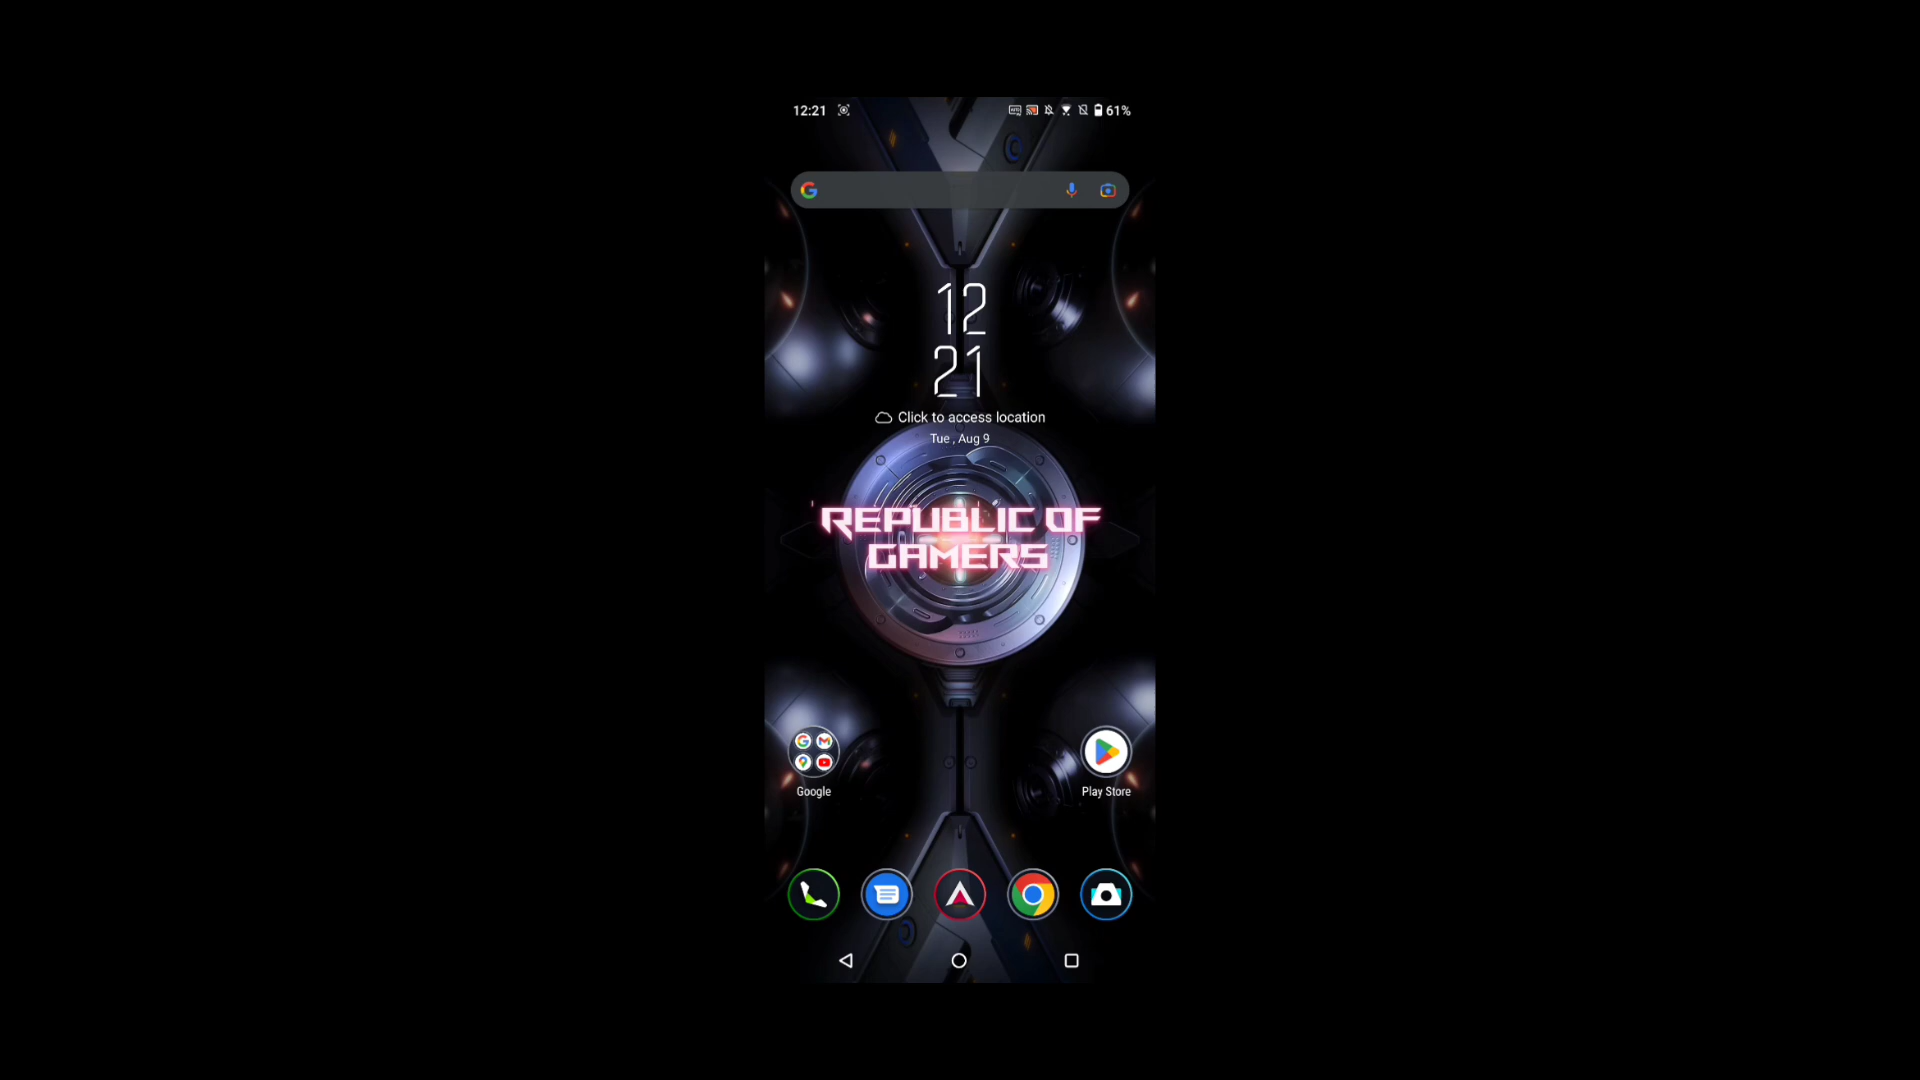 12:21 61%
12
21
Click to access location
Tue , Aug 9
REPUBLIC OF
GAMERS
Google Play Store